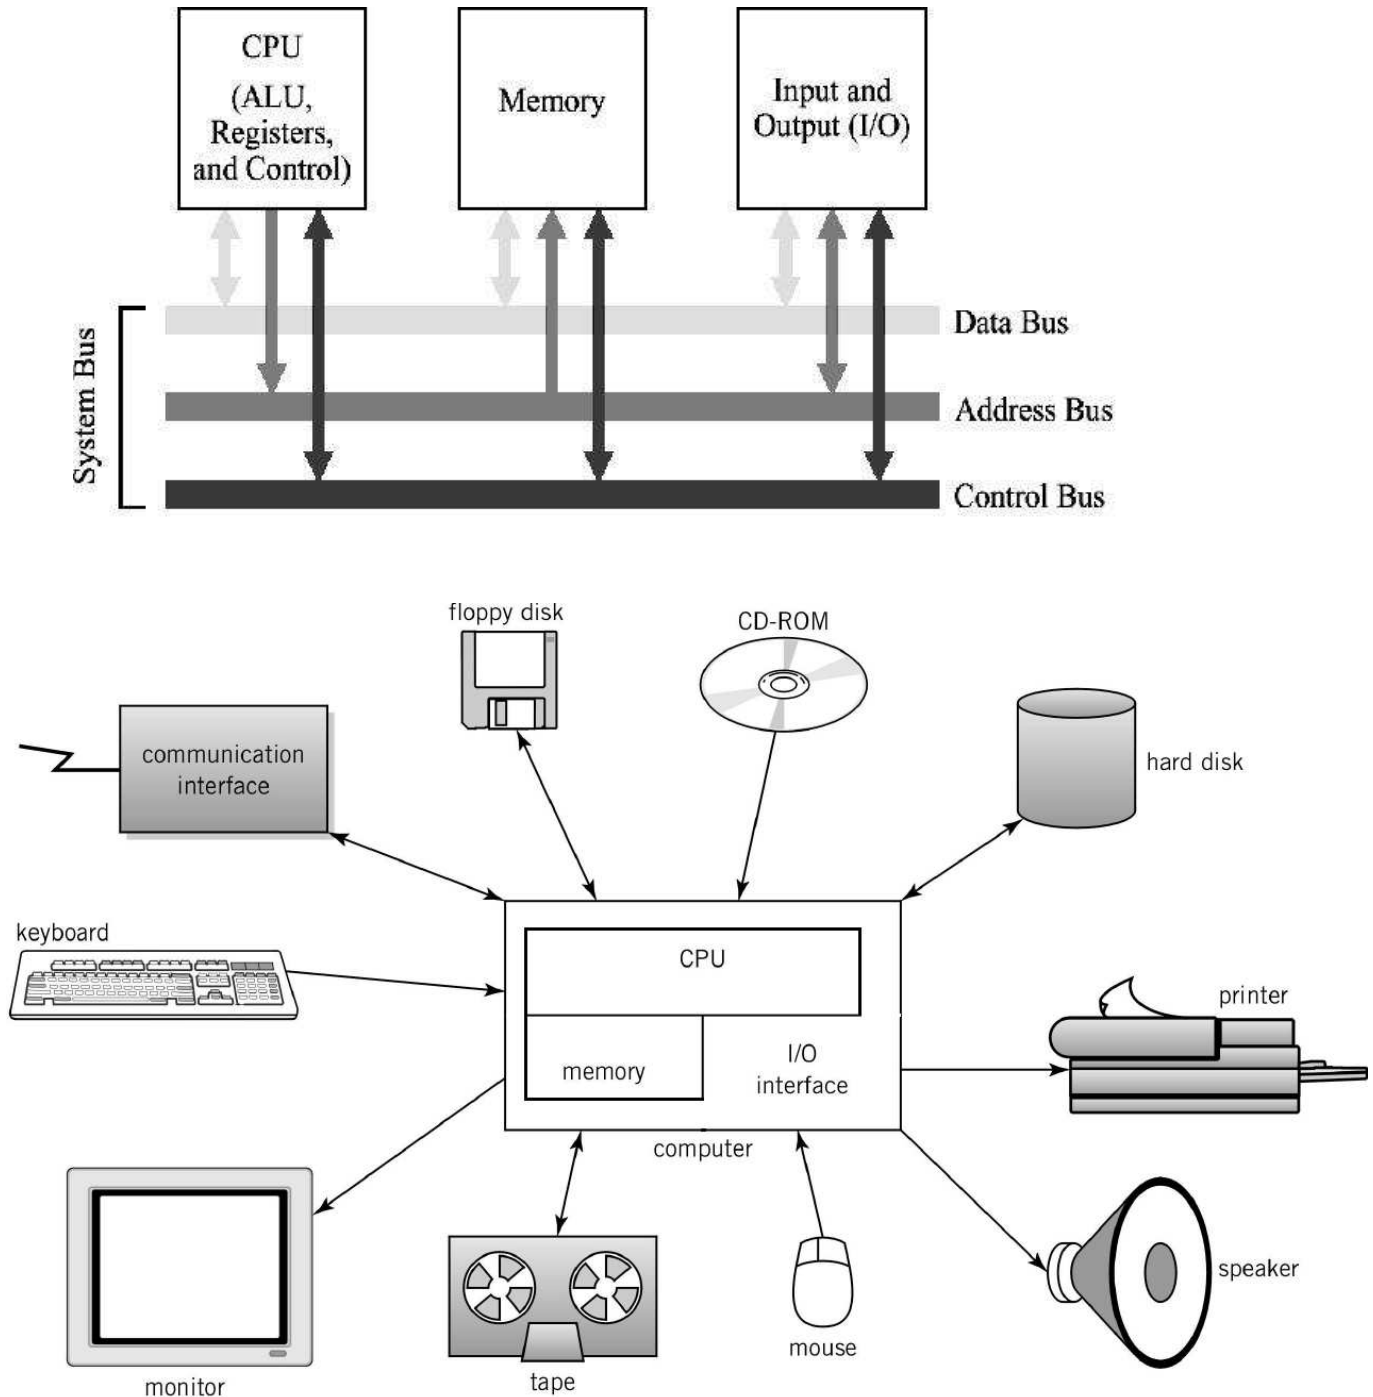 CPU
(ALU,
Registers,
and Control)
Memory
Input and
Output (I/O)
System Bus
Data Bus
Address Bus
Control Bus
floppy disk
CD-ROM
communication
interface
hard disk
keyboard
CPU
printer
I/O
interface
memory
computer
speaker
mouse
tape
monitor